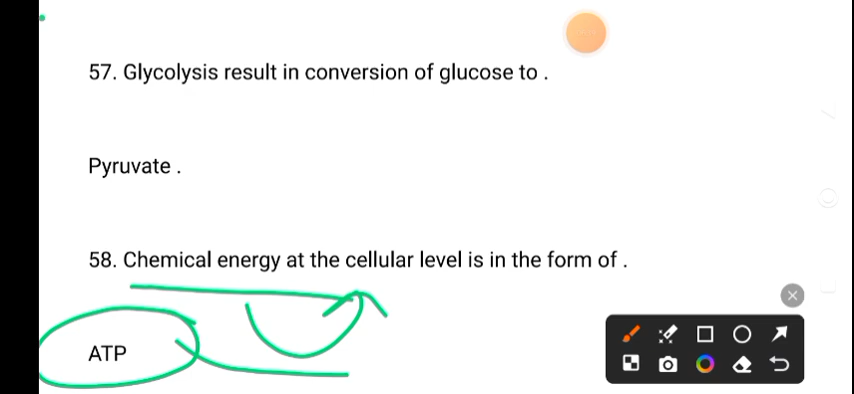 57. Glycolysis result in conversion of glucose to .
Pyruvate .
58. Chemical energy at the cellular level is in the form of .
ATP